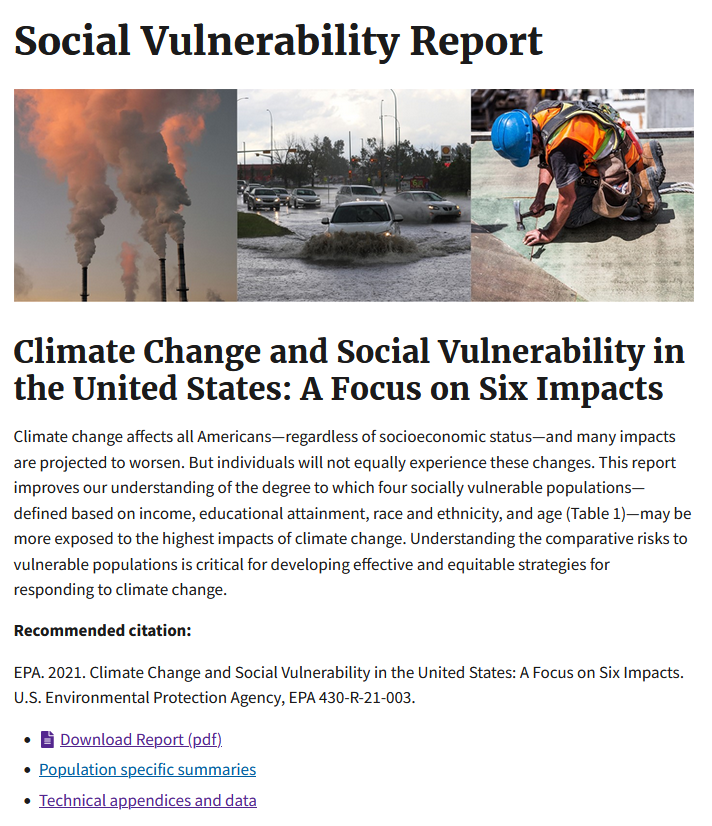 Social Vulnerability Report
Climate Change and Social Vulnerability in
the United States: A Focus on Six Impacts
Climate change affects all Americans—regardless of socioeconomic status—and many impacts
are projected to worsen. But individuals will not equally experience these changes. This report
improves our understanding of the degree to which four socially vulnerable populations—
defined based on income, educational attainment, race and ethnicity, and age (Table 1)—may be
more exposed to the highest impacts of climate change. Understanding the comparative risks to
vulnerable populations is critical for developing effective and equitable strategies for
responding to climate change.
Recommended citation:
EPA. 2021. Climate Change and Social Vulnerability in the United States: A Focus on Six Impacts.
U.S. Environmental Protection Agency, EPA 430-R-21-003.
Download Report (pdf)
Population specific summaries
Technical appendices and data